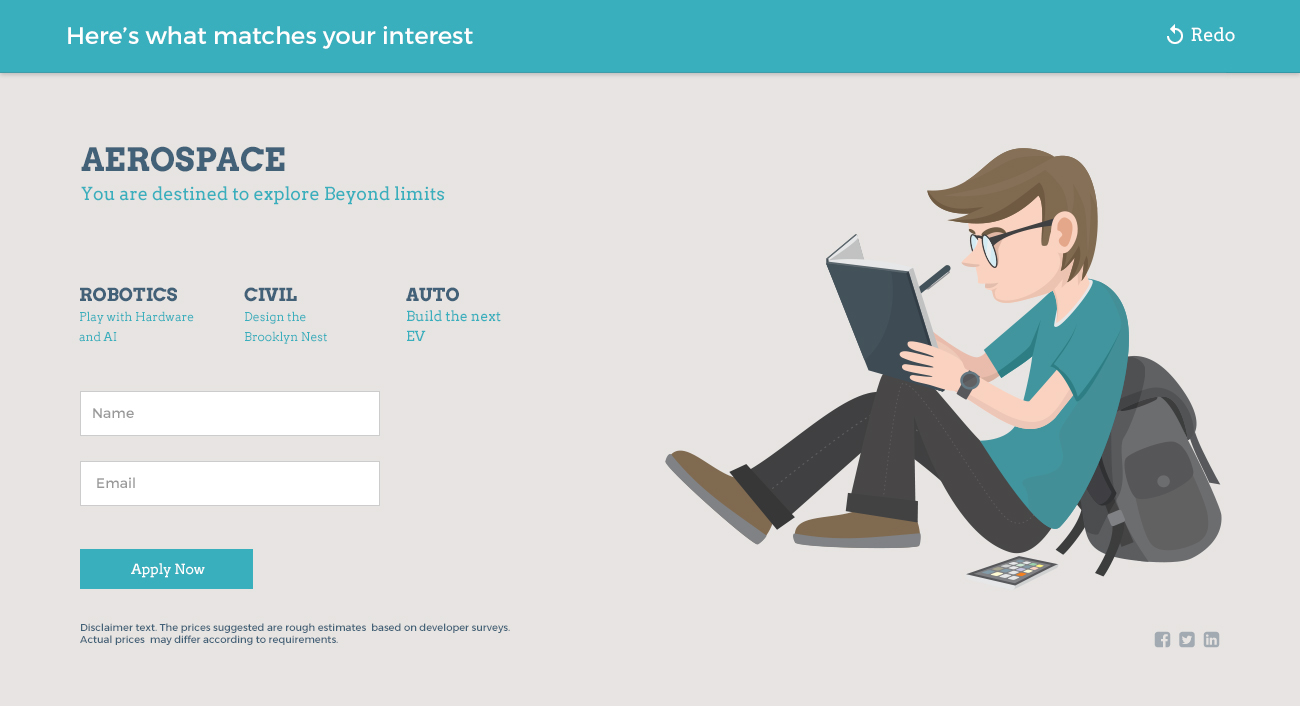 Here's what matches your interest
Redo
AEROSPACE
You are destined to explore Beyond limits
ROBOTICS
Play with Hardware
and AI
CIVIL
Design the
Brooklyn Nest
AUTO
Build the next
EV
Name
Email
Apply Now
Disclaimer text. The prices suggested are rough estimates  based on developer surveys.
Actual prices  may differ according to requirements.